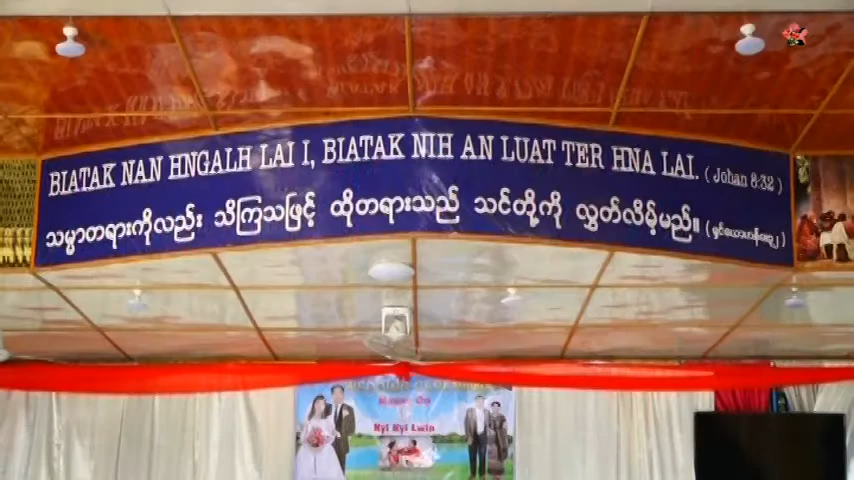 BIATAK NAN HNGALH LAI I, BIATAK NIH AN LUAT TER HNA LAI. (Johan 8:32)
သမ္မာတရားကိုလည်း သိကြသဖြင့် ထိုတရားသည် သင်တို့ကို လွှတ်လိမ့်မည်။
Nyi Nyi Lwin